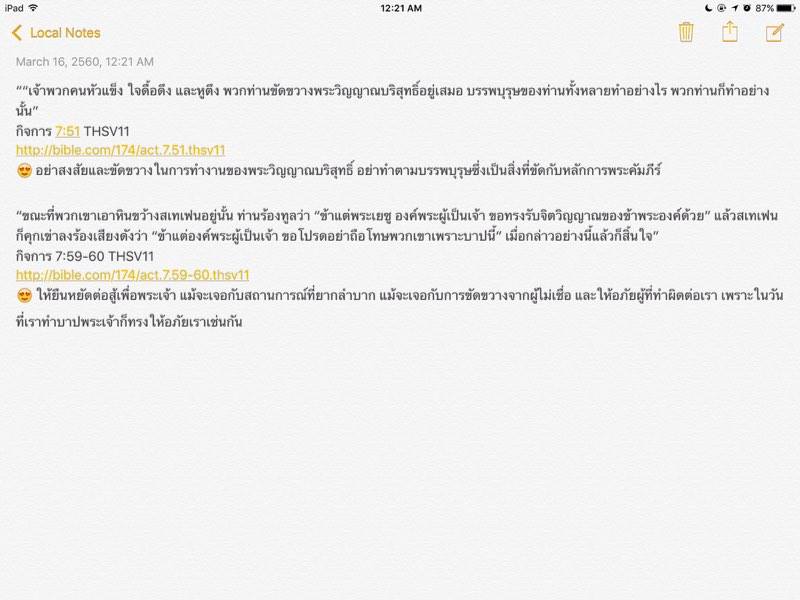 iPad 12:21 AM 87%
Local Notes
March 16, 2560, 12:21 AM
““เจ้าพวกคนหัวแข็ง ใจดื้อดึง และหูตึง พวกท่านขัดขวางพระวิญญาณบริสุทธิ์อยู่เสมอ บรรพบุรุษของท่านทั้งหลายทำอย่างไร พวกท่านก็ทำอย่าง
นั้น”
กิจการ 7:51 THSV11
http://bible.com/174/act.7.51.thsv11
😍 อย่าสงสัยและขัดขวางในการทำงานของพระวิญญาณบริสุทธิ์ อย่าทำตามบรรพบุรุษซึ่งเป็นสิ่งที่ขัดกับหลักการพระคัมภีร์
“ขณะที่พวกเขาเอาหินขว้างสเทเฟนอยู่นั้น ท่านร้องทูลว่า “ข้าแต่พระเยซู องค์พระผู้เป็นเจ้า ขอทรงรับจิตวิญญาณของข้าพระองค์ด้วย” แล้วสเทเฟน
ก็คุกเข่าลงร้องเสียงดังว่า “ข้าแต่องค์พระผู้เป็นเจ้า ขอโปรดอย่าถือโทษพวกเขาเพราะบาปนี้” เมื่อกล่าวอย่างนี้แล้วก็สิ้นใจ”
กิจการ 7:59-60 THSV11
http://bible.com/174/act.7.59-60.thsv11
😍 ให้ยืนหยัดต่อสู้เพื่อพระเจ้า แม้จะเจอกับสถานการณ์ที่ยากลำบาก แม้จะเจอกับการขัดขวางจากผู้ไม่เชื่อ และให้อภัยผู้ที่ทำผิดต่อเรา เพราะในวัน
ที่เราทำบาปพระเจ้าก็ทรงให้อภัยเราเช่นกัน